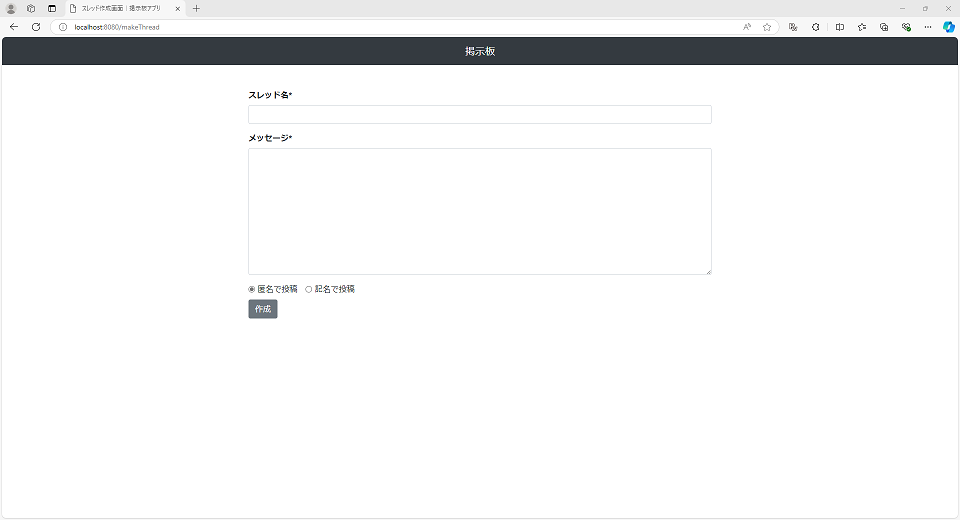 スレッド作成画面｜掲示板アプリ
localhost:8080/makeThread
掲示板
スレッド名*
メッセージ*
匿名で投稿 記名で投稿
作成